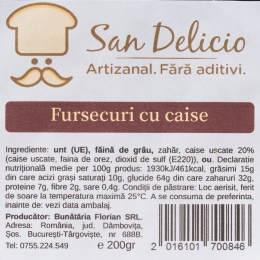 San Delicio
Artizanal. Fără aditivi.
Fursecuri cu caise
Ingrediente: unt (UE), făină de grâu, zahăr, caise uscate 20%
(caise uscate, faina de orez, dioxid de sulf (E220)), ou. Declaratie
nutrițională medie per 100g produs: 1930kJ/461kcal, grăsimi 15g
din care acizi grași saturați 10g, glucide 64g din care zaharuri 32g,
proteine 7g, fibre 2g, sare 0,4g. Condiții de păstrare: Loc aerisit, ferit
de soare la temperatura maximă 25°C. A se consuma, de preferință,
inainte de: vezi data ambalaj.
Producător: Bunătăria Florian SRL.
Adresa: România, jud. Dâmbovița,
Șos. București-Târgoviște, nr 688B.
Tel: 0755.224.549
e 200gr
2 016101 700846